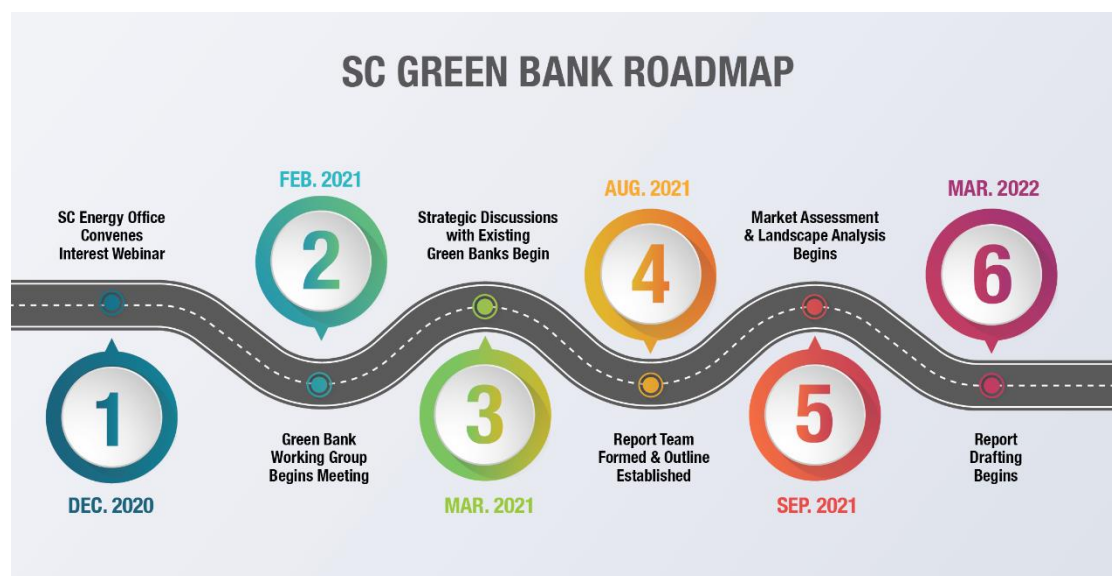 SC GREEN BANK ROADMAP
SC Energy Office
Convenes
Interest Webinar
1
DEC. 2020
FEB. 2021
2
Green Bank
Working Group
Begins Meeting
Strategic Discussions
with Existing
Green Banks Begin
3
MAR. 2021
AUG. 2021
4
Report Team
Formed & Outline
Established
Market Assessment
& Landscape Analysis
Begins
5
SEP. 2021
MAR. 2022
6
Report
Drafting
Begins